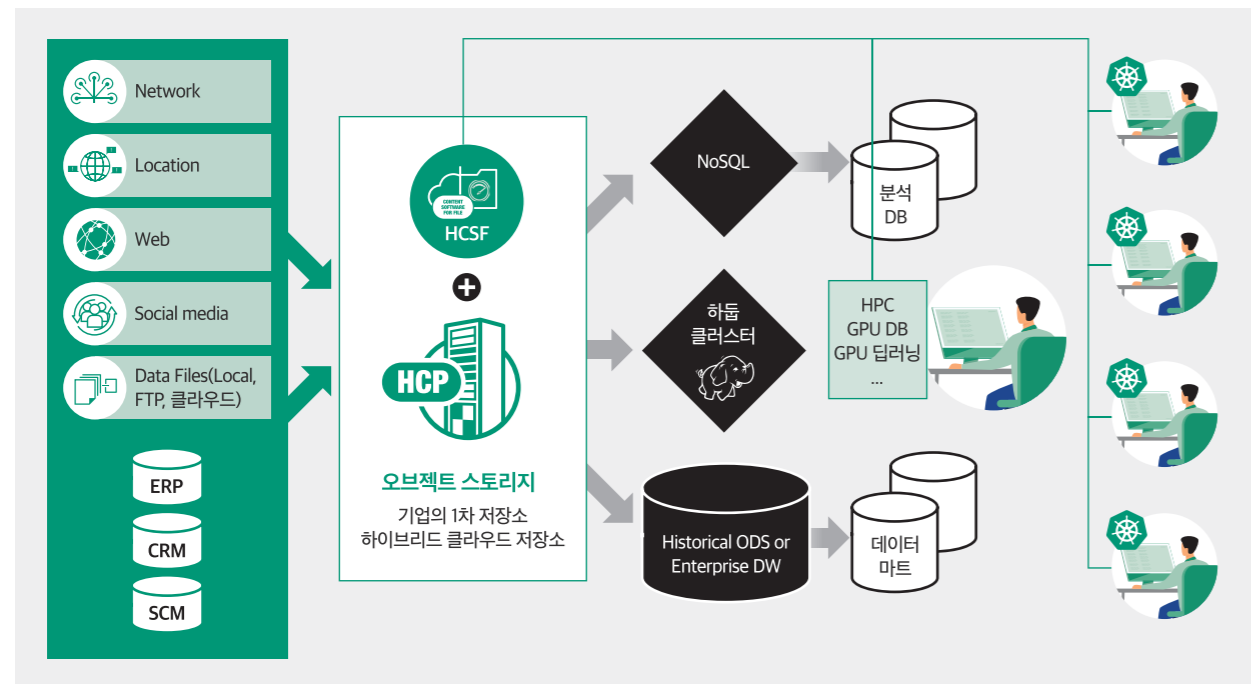 Network
Location
Web
Social media
Data Files(Local,
FTP, 클라우드)
ERP
CRM
SCM
CONTENT
SOFTWARE
FOR FILE
HCSF
HCP
오브젝트 스토리지
기업의 1차 저장소
하이브리드 클라우드 저장소
NoSQL
분석
DB
하둡
클러스터
HPC
GPU DB
GPU 딥러닝
...
Historical ODS or
Enterprise DW
데이터
마트